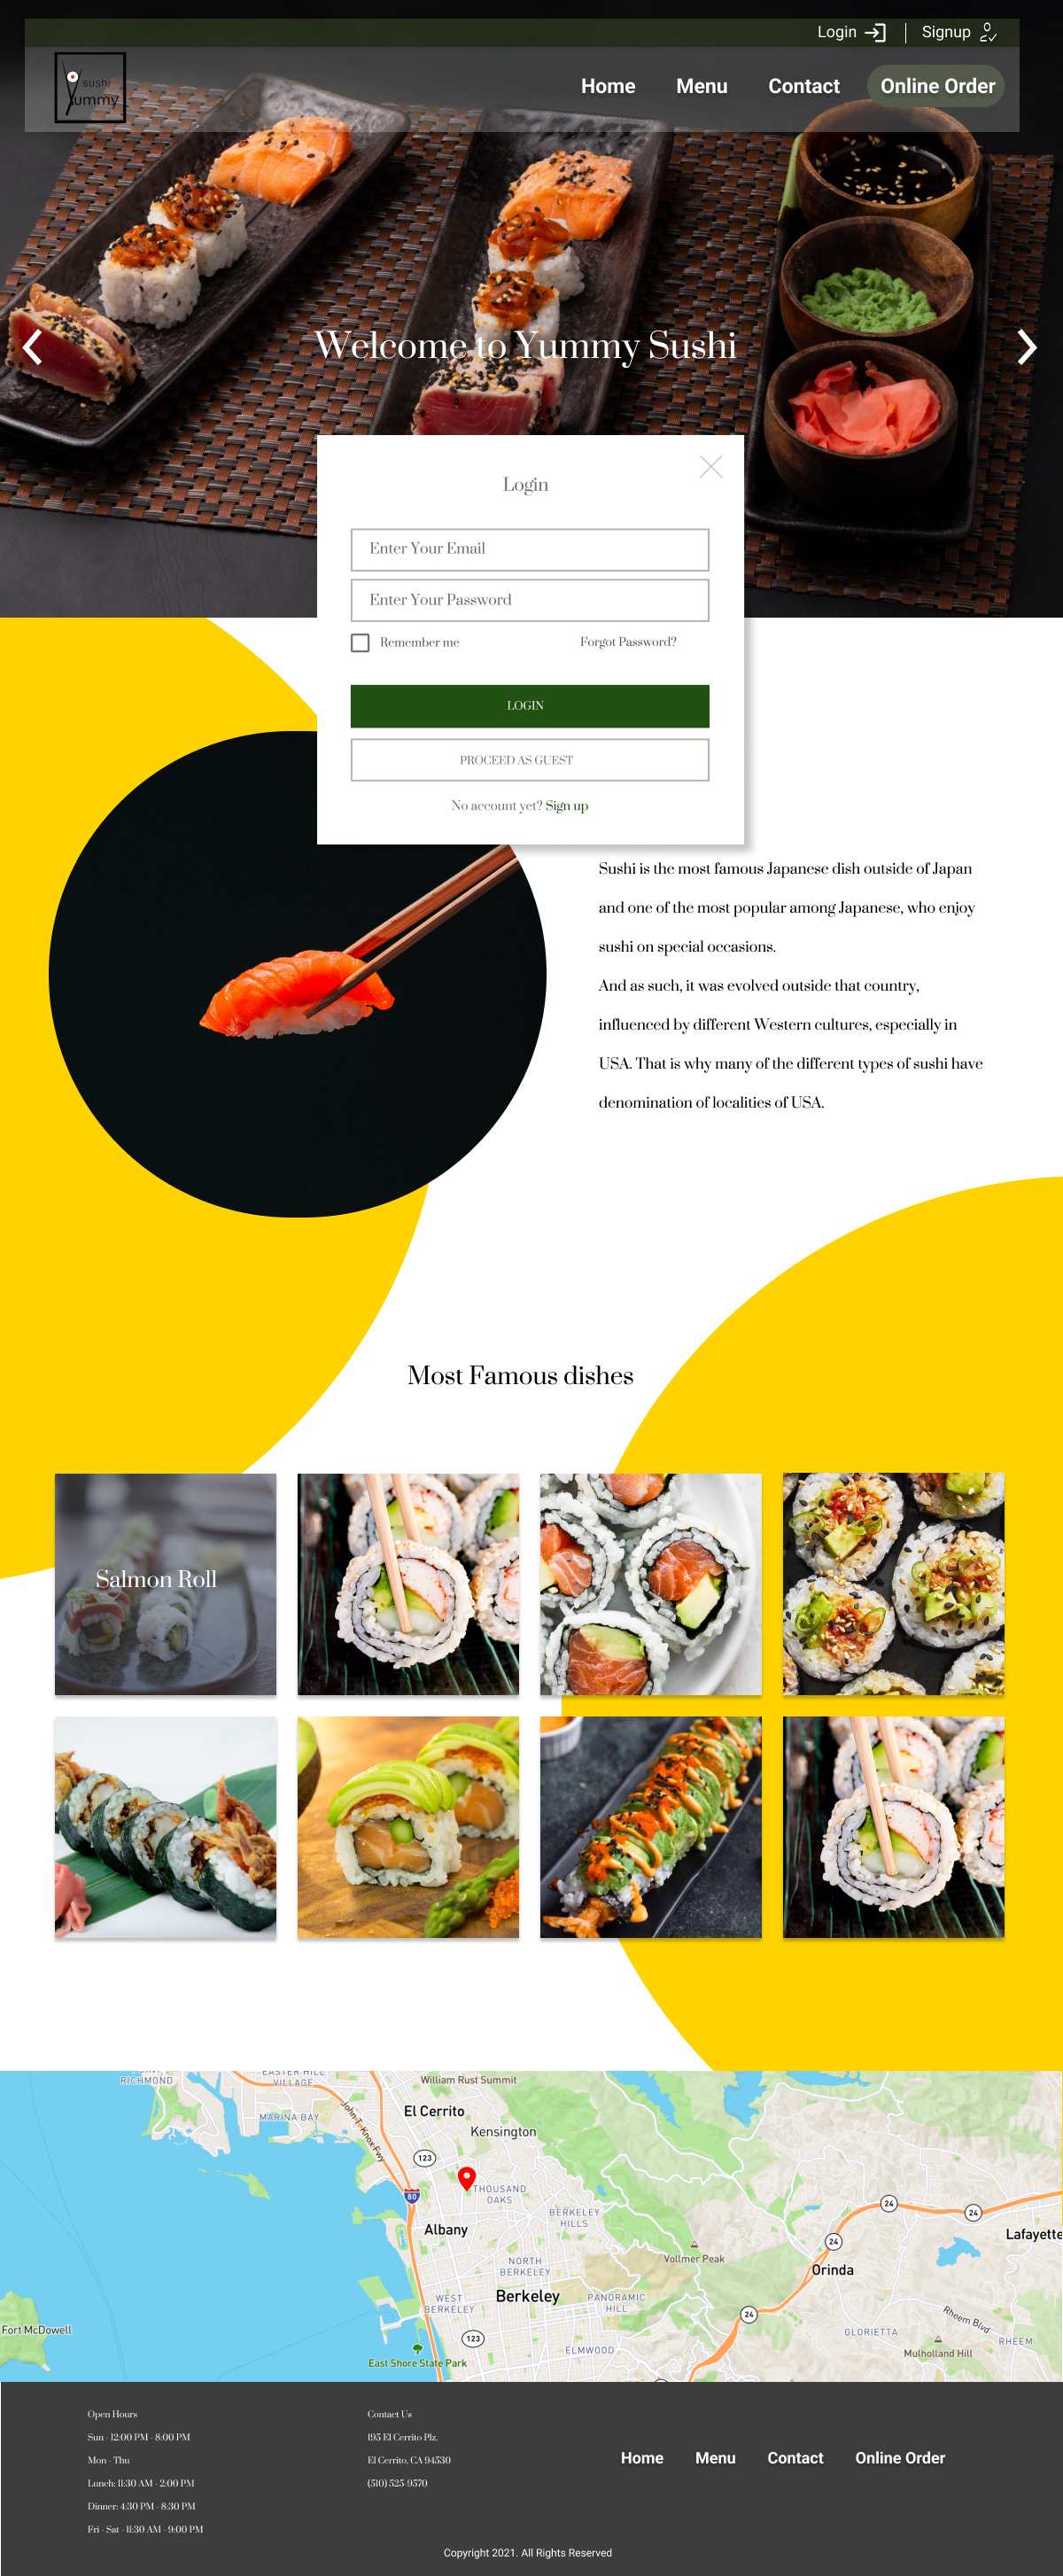 Login
Signup
sushi
Yummy
Home
Menu
Contact
Online Order
Welcome to Yummy Sushi
Login
Enter Your Email
Enter Your Password
Remember me
Forgot Password?
LOGIN
PROCEED AS GUEST
No account yet? Sign up
Sushi is the most famous Japanese dish outside of Japan
and one of the most popular among Japanese, who enjoy
sushi on special occasions.
And as such, it was evolved outside that country,
influenced by different Western cultures, especially in
USA. That is why many of the different types of sushi have
denomination of localities of USA.
Most Famous dishes
Salmon Roll
RICHMOND
EASTER HILL
VILLAGE
William Rust Summit
MARINA BAY
John T. Knox Fwy
El Cerrito
Kensington
123
80
THOUSAND
OAKS
Albany
BERKELEY
HILLS
24
24
24
Lafayette
Vollmer Peak
Orinda
NORTH
BERKELEY
Berkeley
WEST
BERKELEY
PANORAMIC
HILL
24
Rheem Blvd
Fort McDowell
123
ELMWOOD
GLORIETTA
RHEEM
Mulholland Hill
East Shore State Park
Open Hours
Sun - 12:00 PM - 8:00 PM
Mon - Thu
Lunch: 11:30 AM - 2:00 PM
Dinner: 4:30 PM - 8:30 PM
Fri - Sat - 11:30 AM - 9:00 PM
Contact Us
195 El Cerrito Plz.
El Cerrito, CA 94530
(510) 525-9570
Home
Menu
Contact
Online Order
Copyright 2021. All Rights Reserved